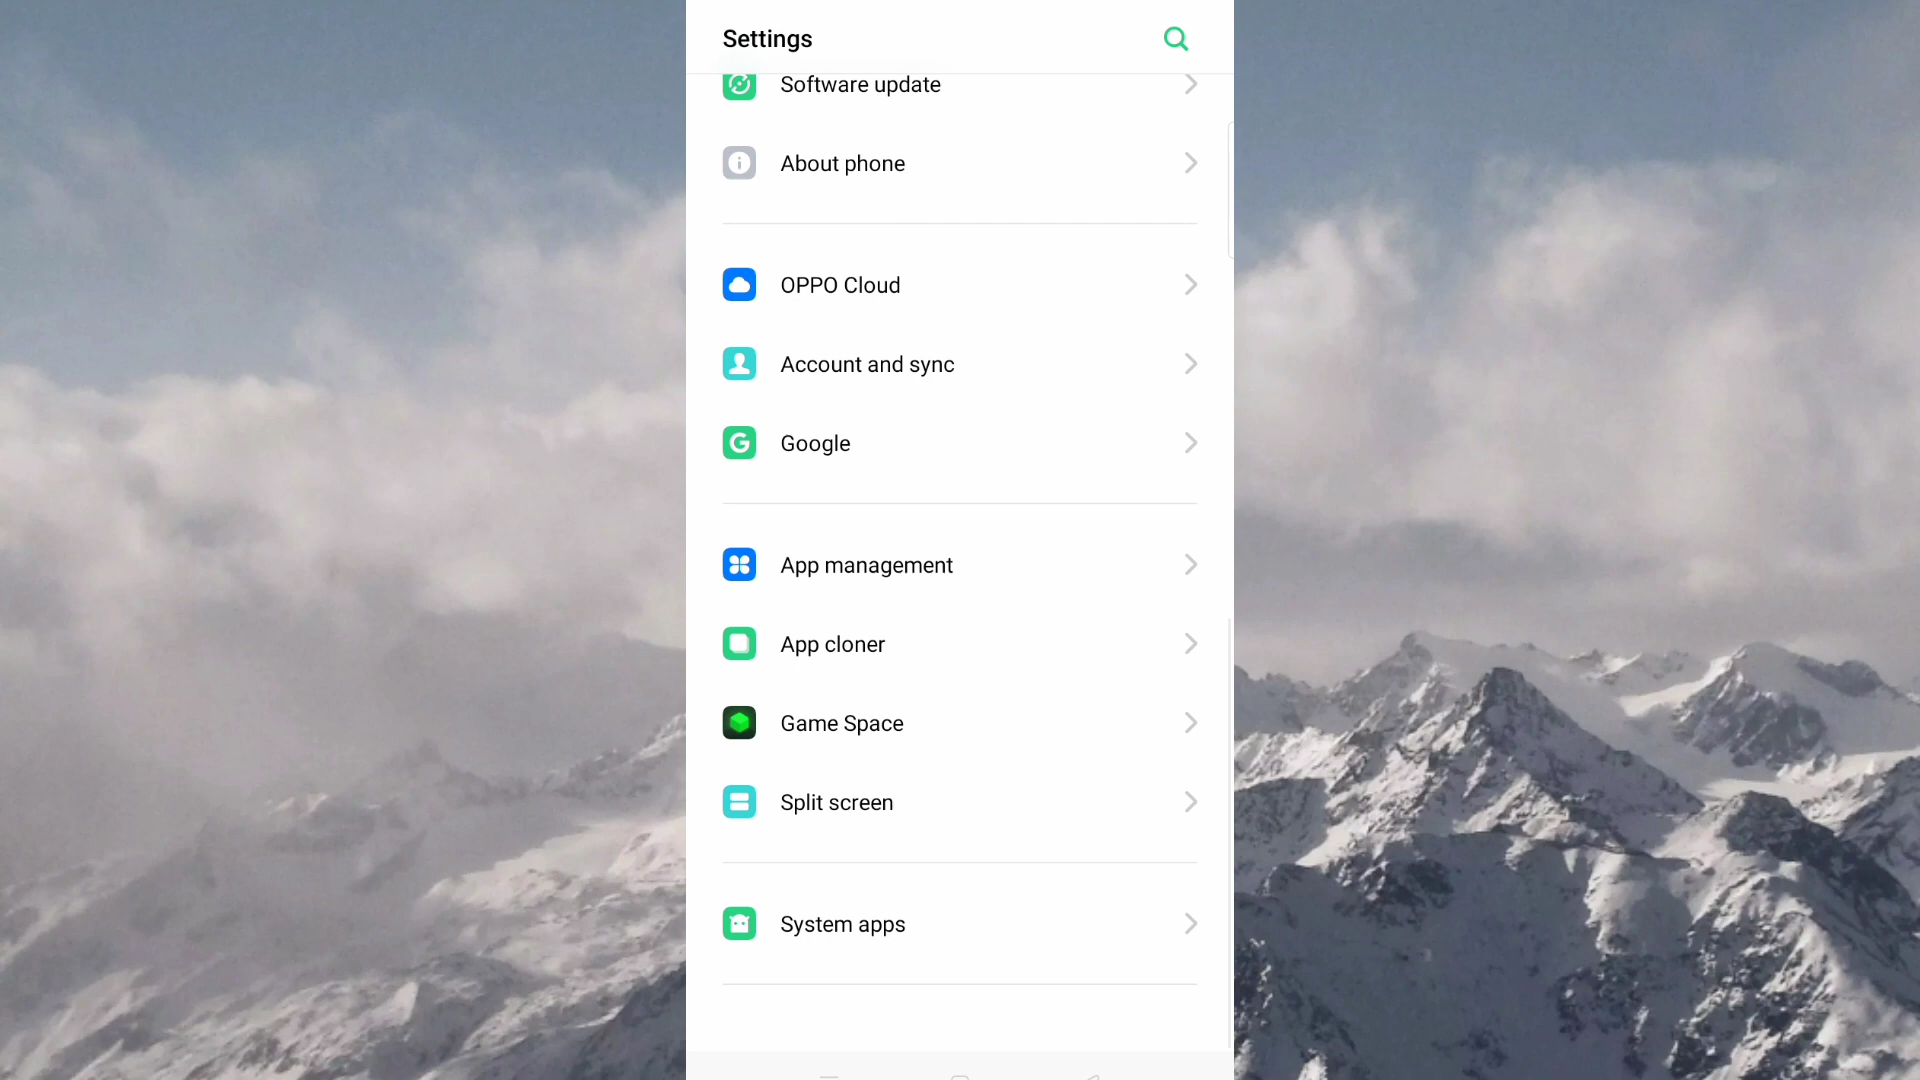 Settings
Software update
About phone
OPPO Cloud
Account and sync
Google
App management
App cloner
Game Space
Split screen
System apps